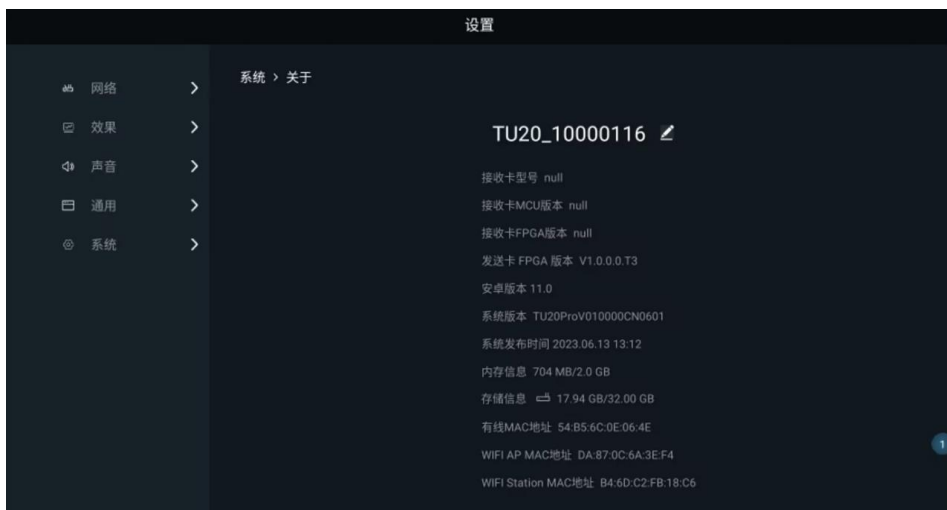 设置
网络
效果
声音
通用
系统
系统 > 关于
TU20_10000116
接收卡型号 null
接收卡MCU版本 null
接收卡FPGA版本 null
发送卡 FPGA 版本 V1.0.0.0.T3
安卓版本 11.0
系统版本 TU20ProV010000CN0601
系统发布时间 2023.06.13 13:12
内存信息 704 MB/2.0 GB
存储信息 17.94 GB/32.00 GB
有线MAC地址 54:B5:6C:0E:06:4E
WIFI AP MAC地址 DA:87:0C:6A:3E:F4
WIFI Station MAC地址 B4:6D:C2:FB:18:C6
1